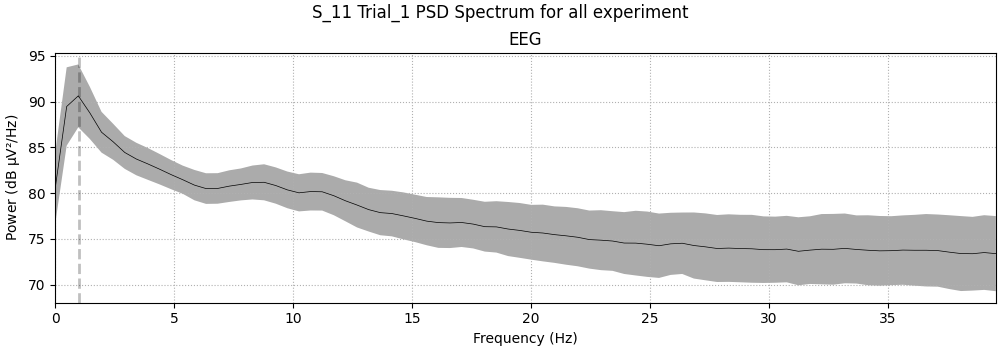 S_11 Trial_1 PSD Spectrum for all experiment
EEG
95
90
85
80
75
70
Power (dB µV²/Hz)
0 5 10 15 20 25 30 35
Frequency (Hz)